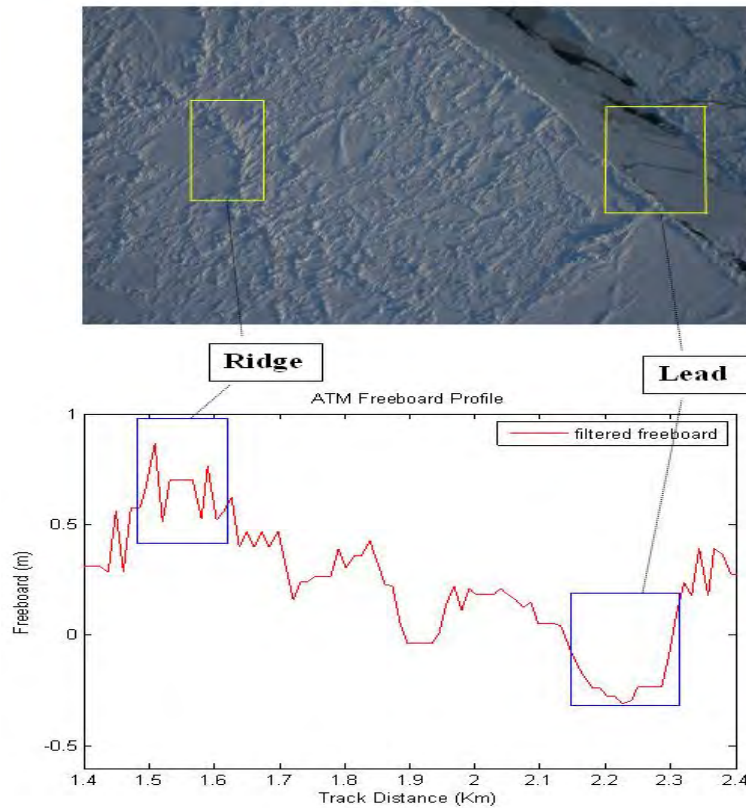 Ridge
Lead
ATM Freeboard Profile
filtered freeboard
Freeboard (m)
1
0.5
0
-0.5
1.4 1.5 1.6 1.7 1.8 1.9 2 2.1 2.2 2.3 2.4
Track Distance (Km)